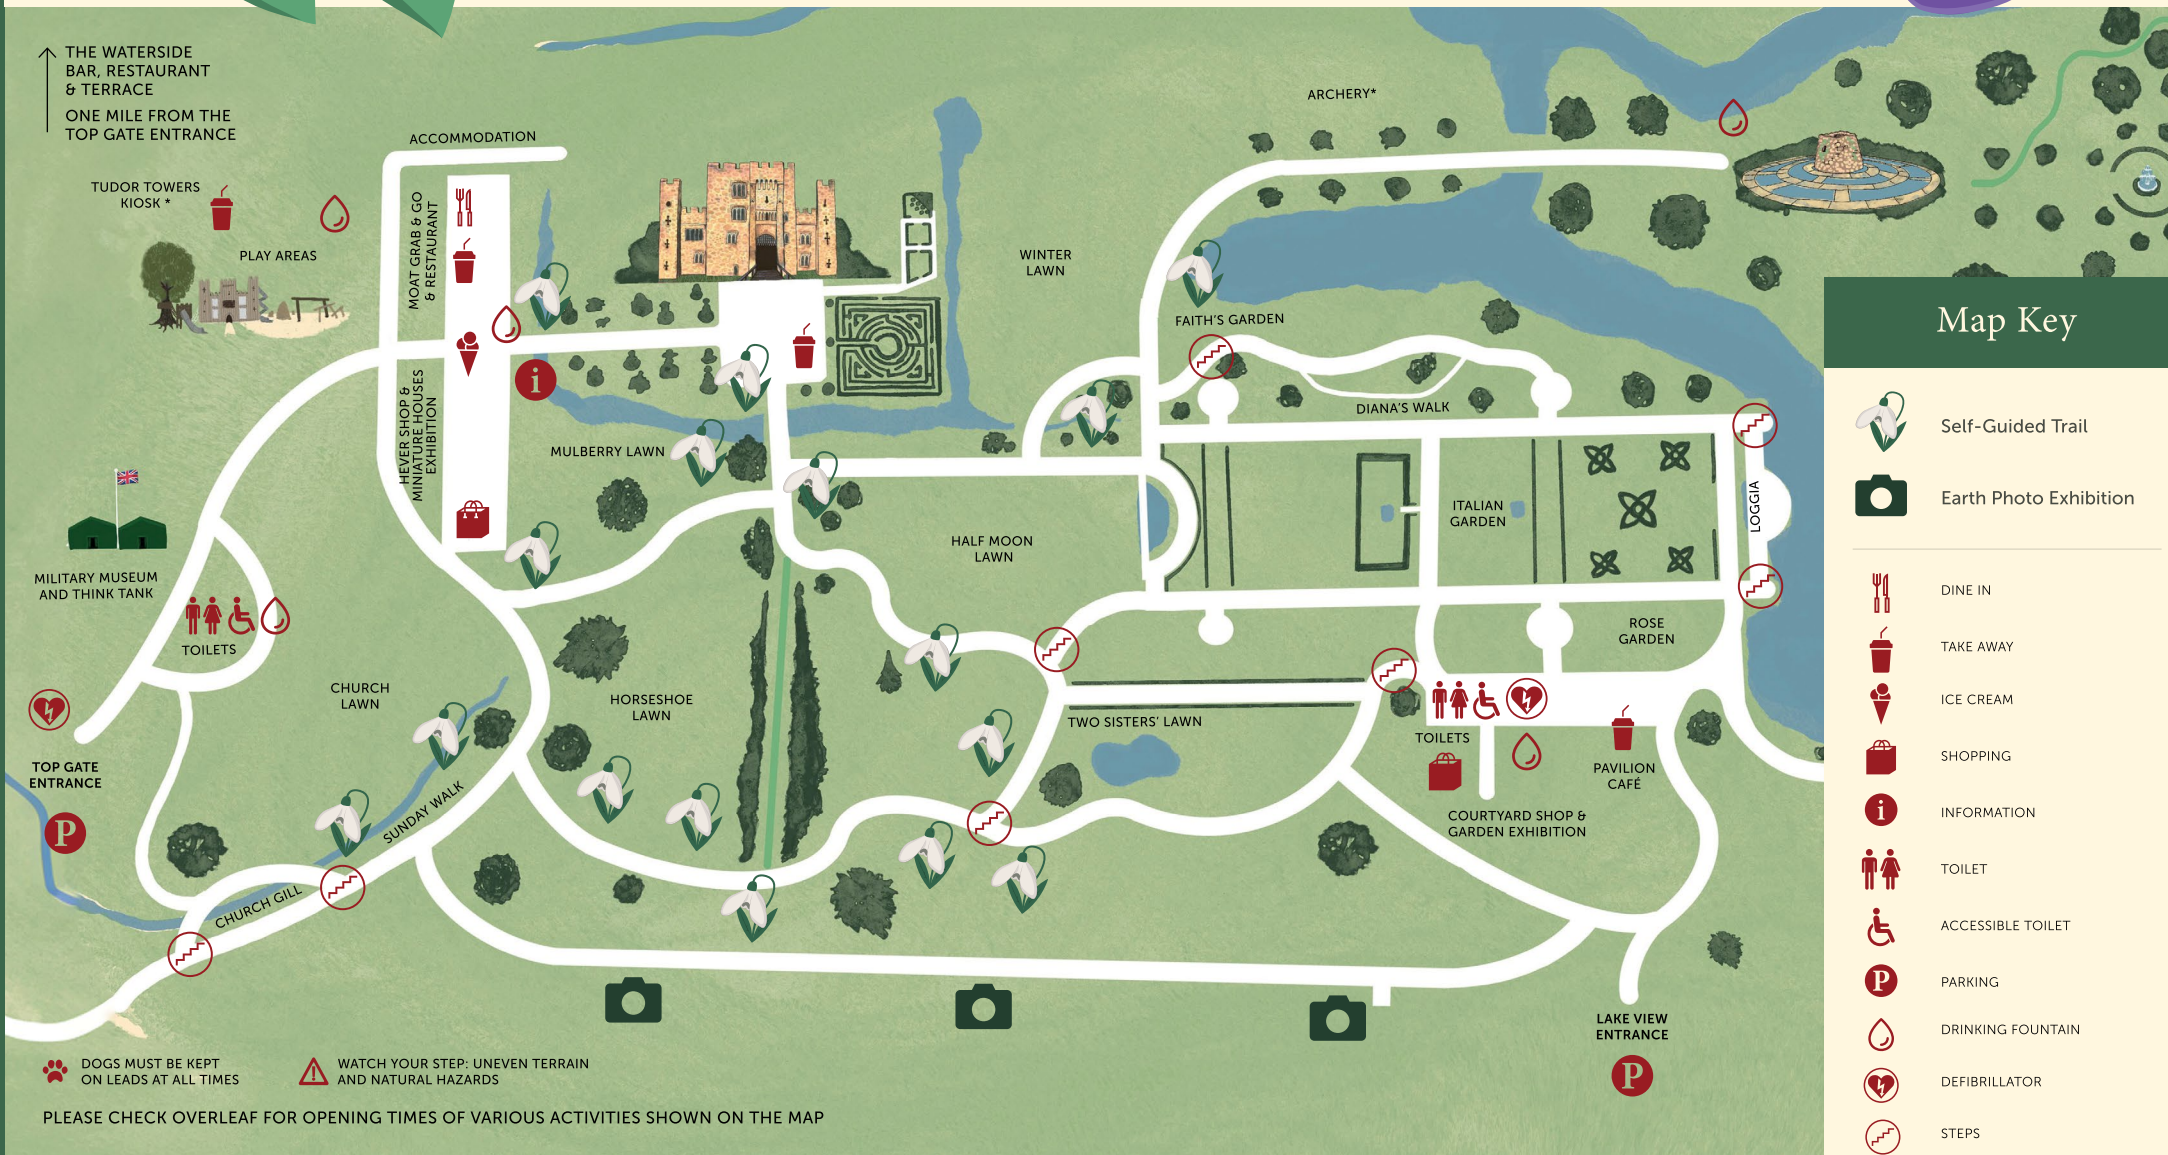 THE WATERSIDE
BAR, RESTAURANT
& TERRACE
ONE MILE FROM THE
TOP GATE ENTRANCE
ACCOMMODATION
ARCHERY*
TUDOR TOWERS
KIOSK *
PLAY AREAS
MOAT GRAB & GO
& RESTAURANT
WINTER
LAWN
FAITH'S GARDEN
HEVER SHOP &
MINIATURE HOUSES
EXHIBITION
i
MULBERRY LAWN
DIANA'S WALK
ITALIAN
GARDEN
LOGGIA
HALF MOON
LAWN
MILITARY MUSEUM
AND THINK TANK
TOILETS
ROSE
GARDEN
CHURCH
LAWN
HORSESHOE
LAWN
TWO SISTERS' LAWN
TOILETS
TOP GATE
ENTRANCE
P
PAVILION
CAFÉ
SUNDAY WALK
COURTYARD SHOP &
GARDEN EXHIBITION
CHURCH GILL
LAKE VIEW
ENTRANCE
P
DOGS MUST BE KEPT
ON LEADS AT ALL TIMES
WATCH YOUR STEP: UNEVEN TERRAIN
AND NATURAL HAZARDS
PLEASE CHECK OVERLEAF FOR OPENING TIMES OF VARIOUS ACTIVITIES SHOWN ON THE MAP
Map Key
Self-Guided Trail
Earth Photo Exhibition
DINE IN
TAKE AWAY
ICE CREAM
SHOPPING
i INFORMATION
TOILET
ACCESSIBLE TOILET
P PARKING
DRINKING FOUNTAIN
DEFIBRILLATOR
STEPS